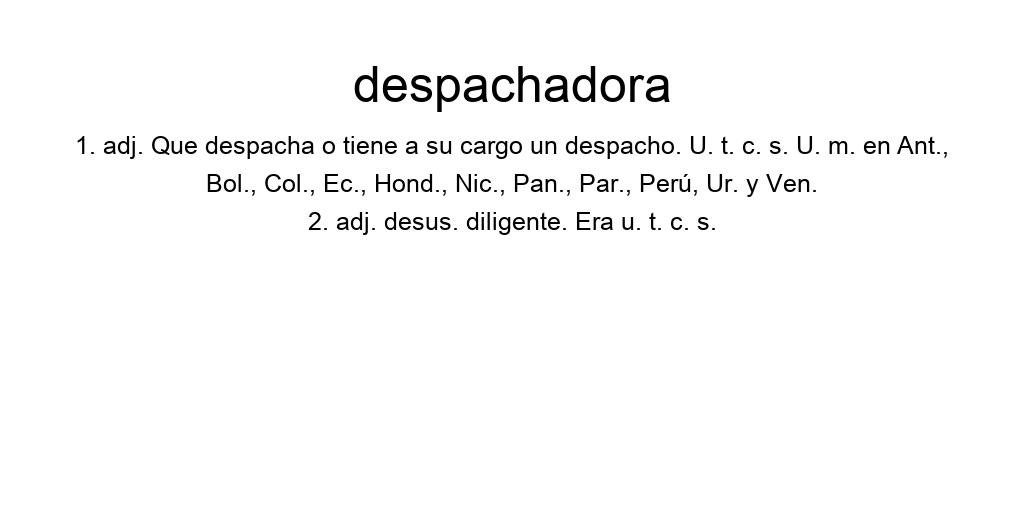 despachadora
1. adj. Que despacha o tiene a su cargo un despacho. U. t. c. s. U. m. en Ant.,
Bol., Col., Ec., Hond., Nic., Pan., Par., Perú, Ur. y Ven.
2. adj. desus. diligente. Era u. t. c. s.